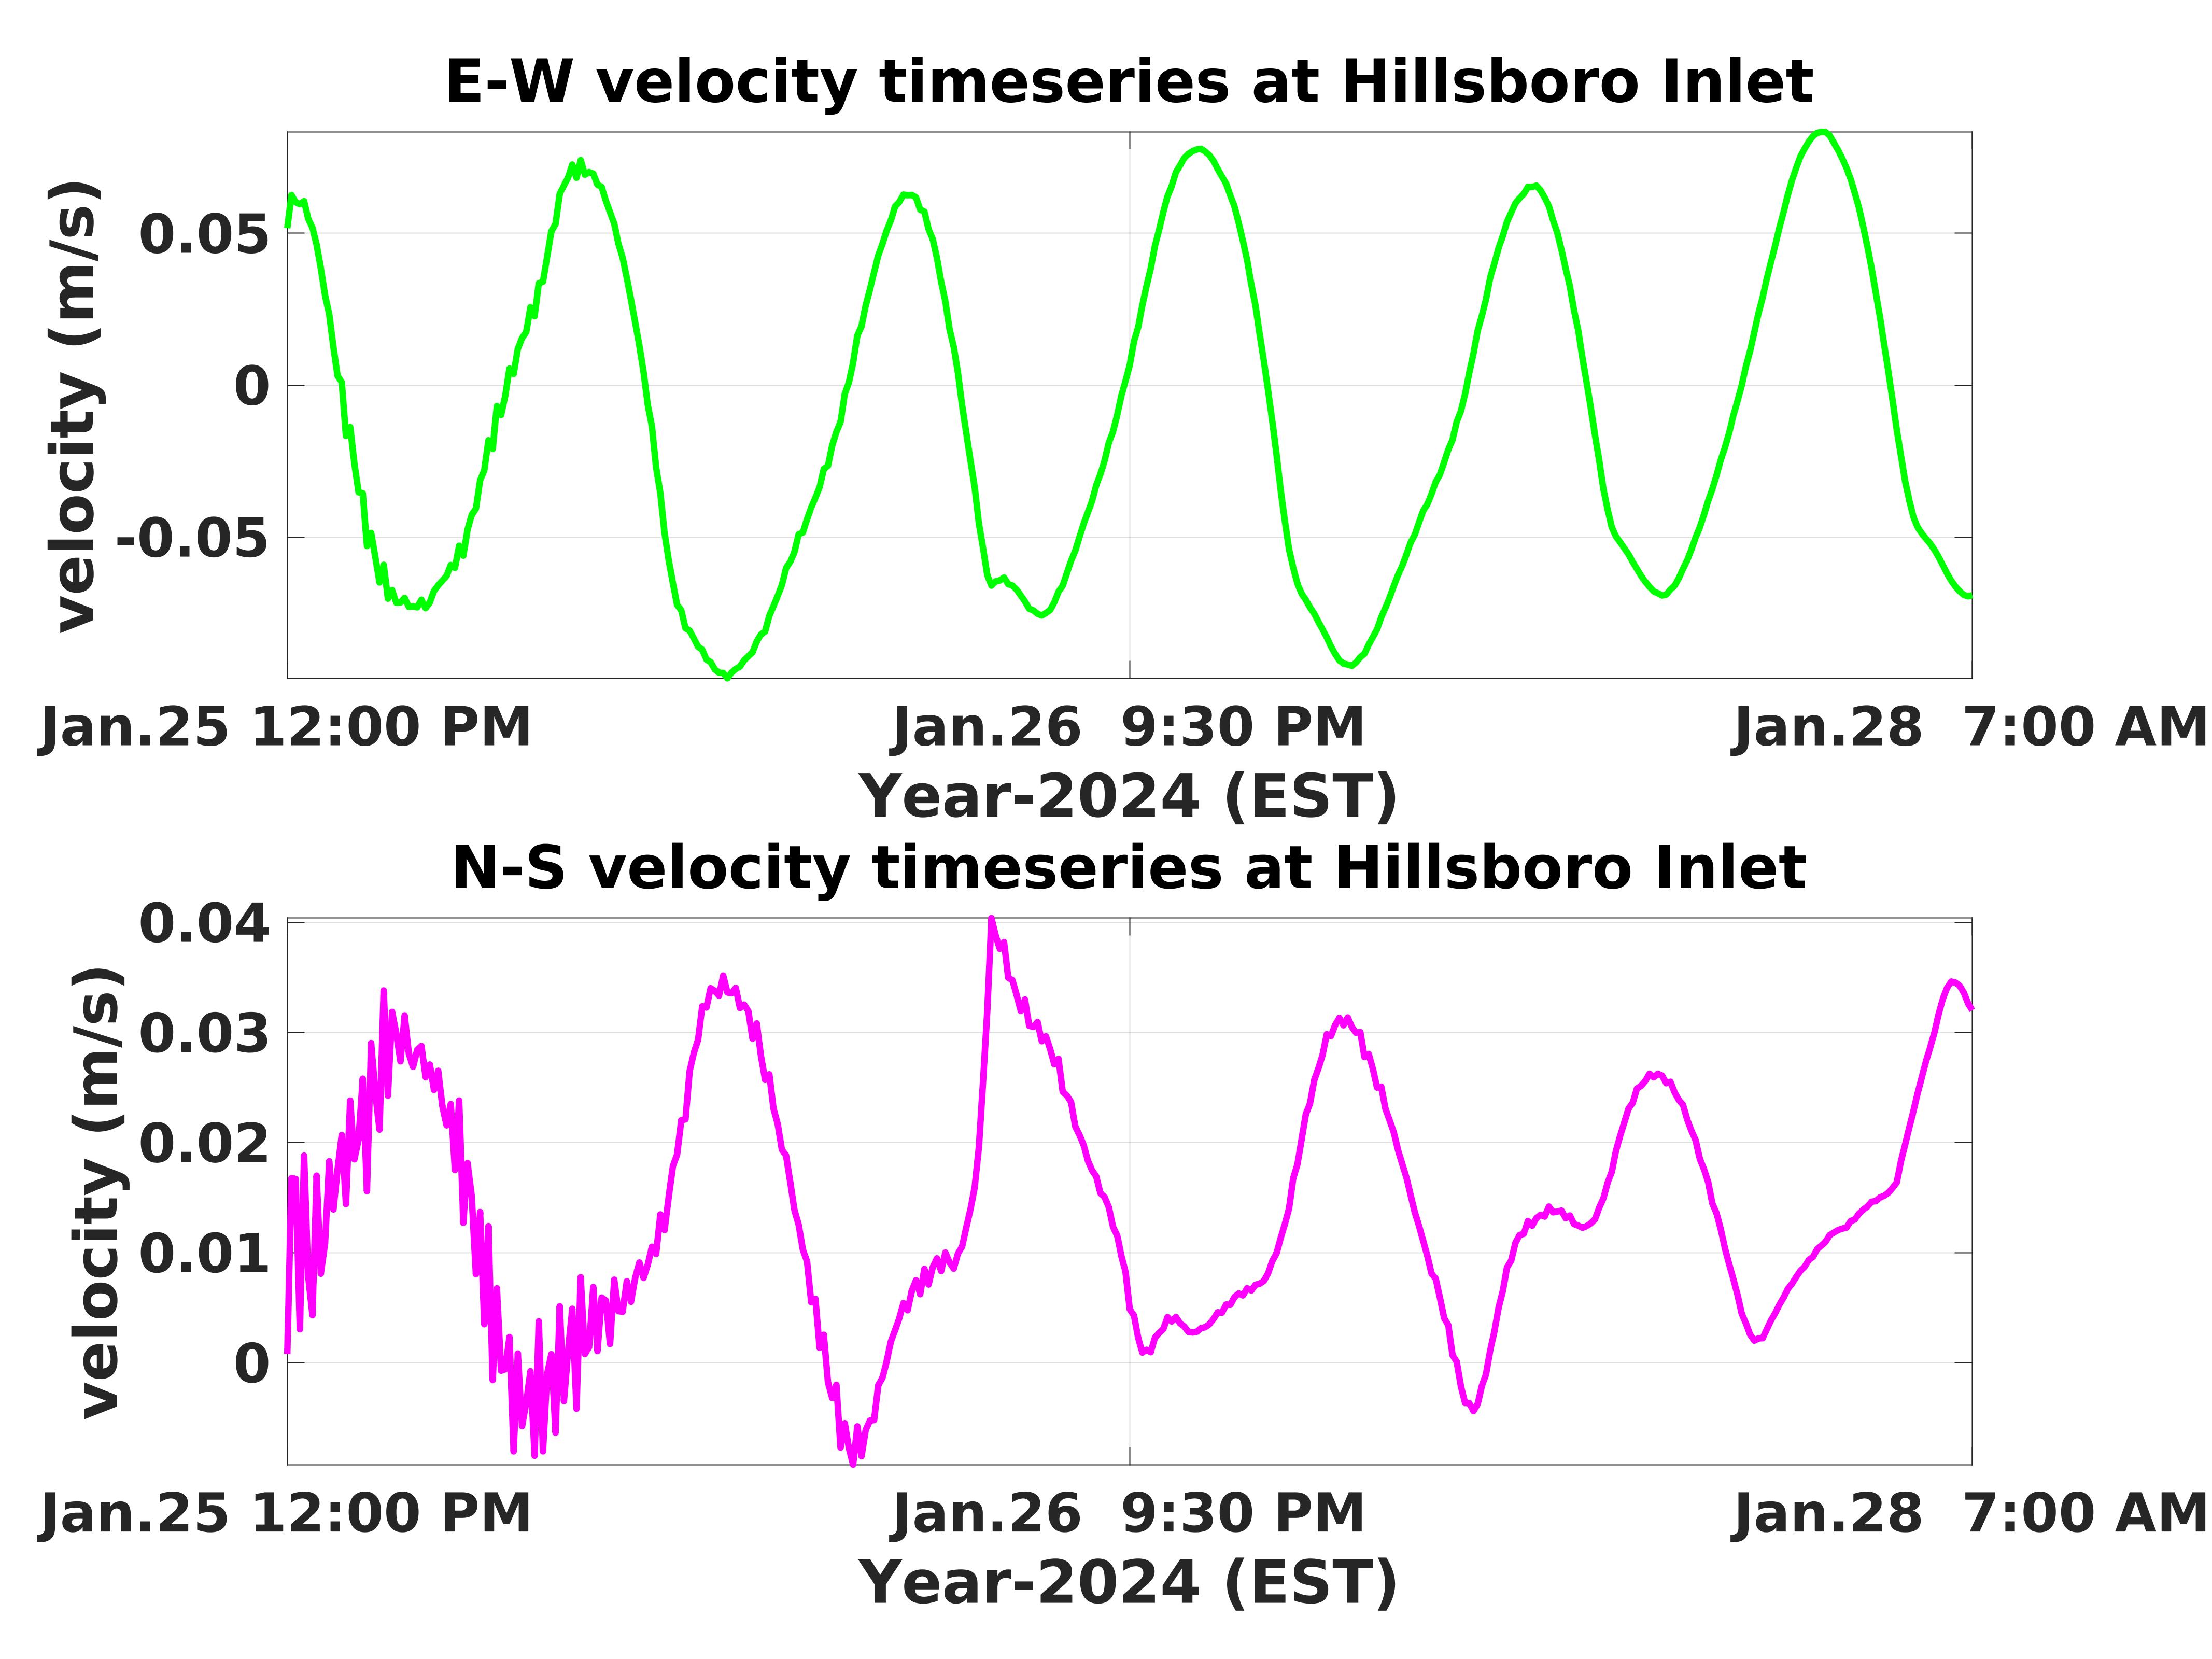 E-W velocity timeseries at Hillsboro Inlet
velocity (m/s)
0.05
0
-0.05
Jan.25 12:00 PM
Jan.26  9:30 PM
Jan.28  7:00 AM
Year-2024 (EST)
N-S velocity timeseries at Hillsboro Inlet
velocity (m/s)
0.04
0.03
0.02
0.01
0
Jan.25 12:00 PM
Jan.26  9:30 PM
Jan.28  7:00 AM
Year-2024 (EST)